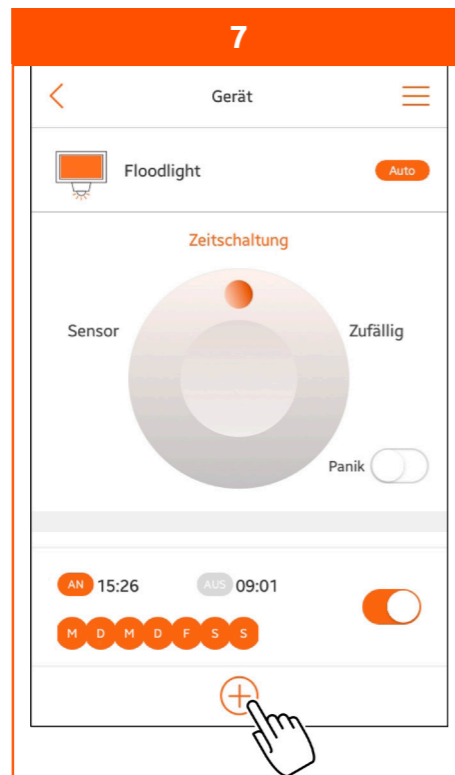 7
Gerät
Floodlight Auto
Zeitschaltung
Sensor Zufällig
Panik
AN 15:26 AUS 09:01
M D M D F S S